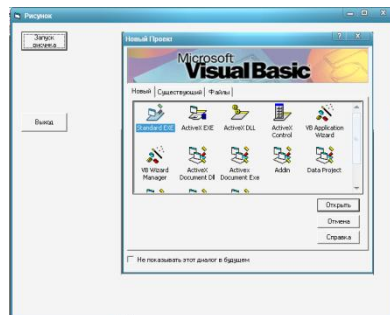 Рисунок
Запуск
рисунка
Выход
Новый Проект
Microsoft
Visual Basic
Новый
Существующий
Файлы
Standard EXE
ActiveX EXE
ActiveX DLL
ActiveX
Control
VB Application
Wizard
VB Wizard
Manager
ActiveX
Document Dll
Activex
Document Exe
Addin
Data Project
Открыть
Отмена
Справка
Не показывать этот диалог в будущем